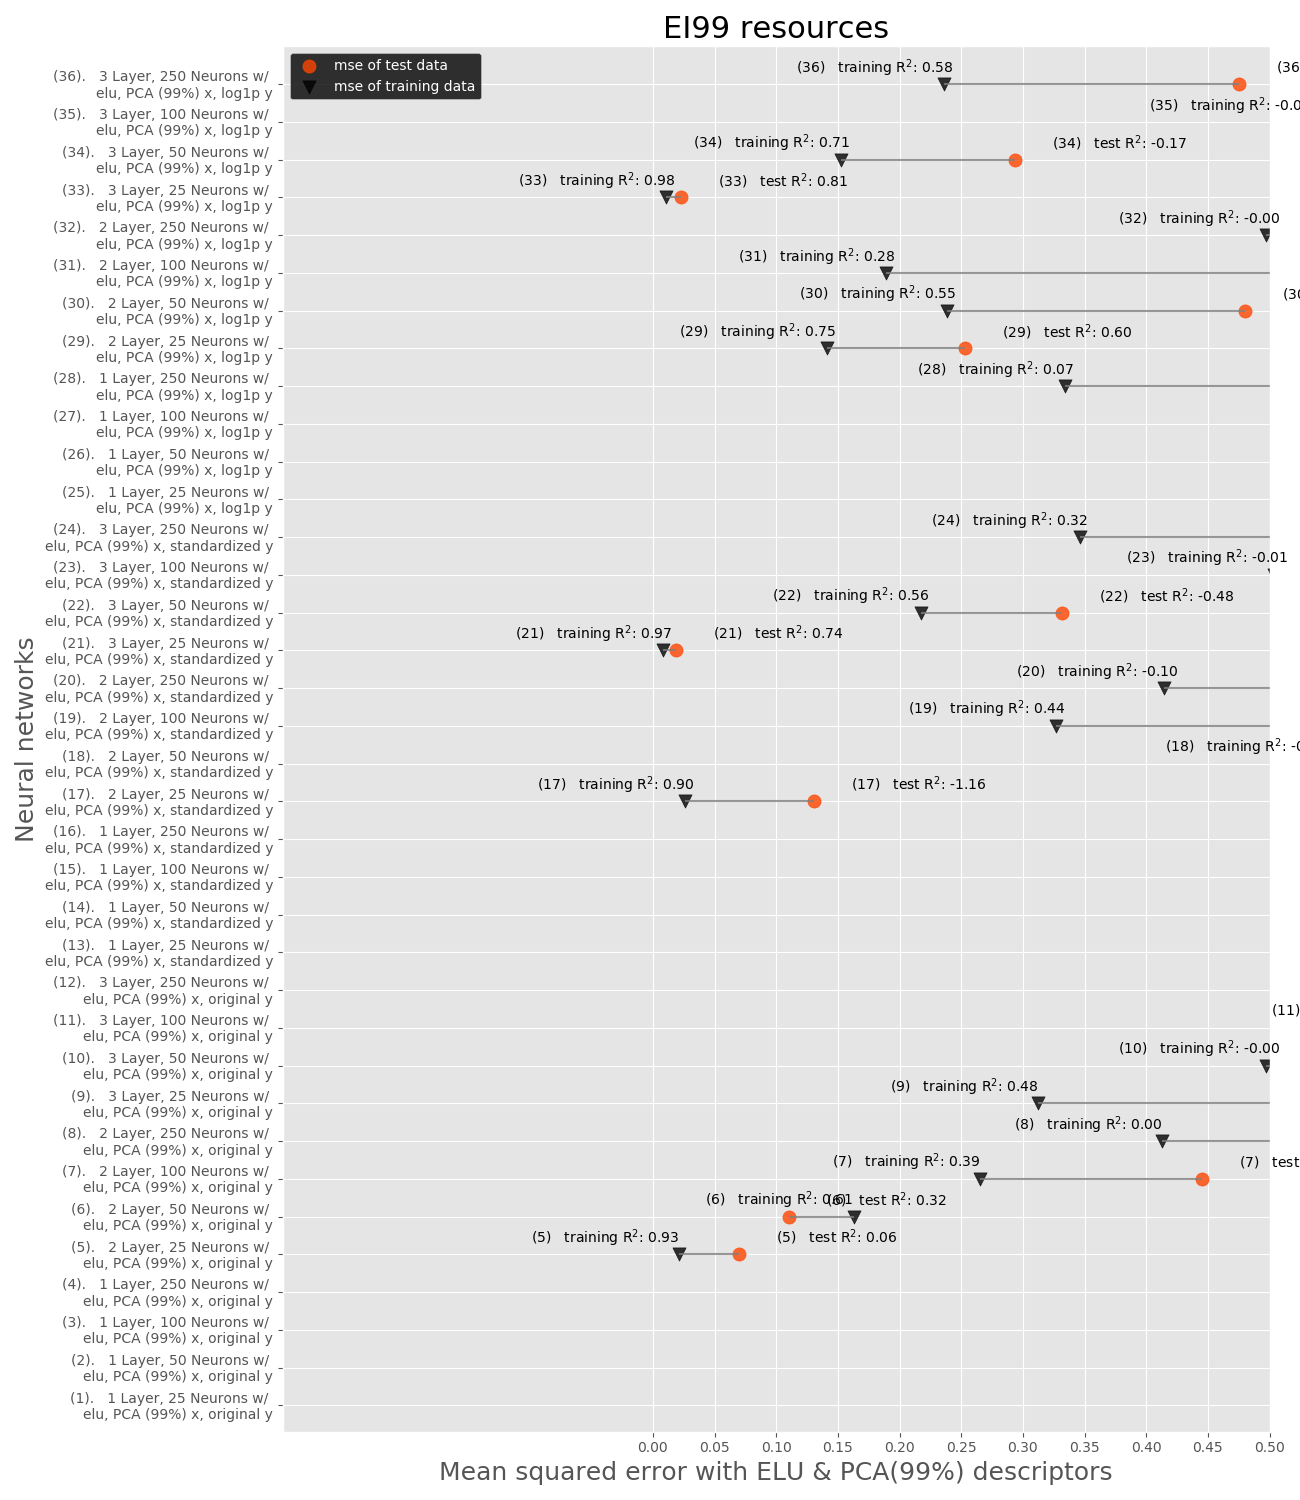 EI99 resources
mse of test data
mse of training data
(36). 3 Layer, 250 Neurons w/
elu, PCA (99%) x, log1p y
(35). 3 Layer, 100 Neurons w/
elu, PCA (99%) x, log1p y
(34). 3 Layer, 50 Neurons w/
elu, PCA (99%) x, log1p y
(33). 3 Layer, 25 Neurons w/
elu, PCA (99%) x, log1p y
(32). 2 Layer, 250 Neurons w/
elu, PCA (99%) x, log1p y
(31). 2 Layer, 100 Neurons w/
elu, PCA (99%) x, log1p y
(30). 2 Layer, 50 Neurons w/
elu, PCA (99%) x, log1p y
(29). 2 Layer, 25 Neurons w/
elu, PCA (99%) x, log1p y
(28). 1 Layer, 250 Neurons w/
elu, PCA (99%) x, log1p y
(27). 1 Layer, 100 Neurons w/
elu, PCA (99%) x, log1p y
(26). 1 Layer, 50 Neurons w/
elu, PCA (99%) x, log1p y
(25). 1 Layer, 25 Neurons w/
elu, PCA (99%) x, log1p y
(24). 3 Layer, 250 Neurons w/
elu, PCA (99%) x, standardized y
(23). 3 Layer, 100 Neurons w/
elu, PCA (99%) x, standardized y
(22). 3 Layer, 50 Neurons w/
elu, PCA (99%) x, standardized y
(21). 3 Layer, 25 Neurons w/
elu, PCA (99%) x, standardized y
(20). 2 Layer, 250 Neurons w/
elu, PCA (99%) x, standardized y
(19). 2 Layer, 100 Neurons w/
elu, PCA (99%) x, standardized y
(18). 2 Layer, 50 Neurons w/
elu, PCA (99%) x, standardized y
(17). 2 Layer, 25 Neurons w/
elu, PCA (99%) x, standardized y
(16). 1 Layer, 250 Neurons w/
elu, PCA (99%) x, standardized y
(15). 1 Layer, 100 Neurons w/
elu, PCA (99%) x, standardized y
(14). 1 Layer, 50 Neurons w/
elu, PCA (99%) x, standardized y
(13). 1 Layer, 25 Neurons w/
elu, PCA (99%) x, standardized y
(12). 3 Layer, 250 Neurons w/
elu, PCA (99%) x, original y
(11). 3 Layer, 100 Neurons w/
elu, PCA (99%) x, original y
(10). 3 Layer, 50 Neurons w/
elu, PCA (99%) x, original y
(9). 3 Layer, 25 Neurons w/
elu, PCA (99%) x, original y
(8). 2 Layer, 250 Neurons w/
elu, PCA (99%) x, original y
(7). 2 Layer, 100 Neurons w/
elu, PCA (99%) x, original y
(6). 2 Layer, 50 Neurons w/
elu, PCA (99%) x, original y
(5). 2 Layer, 25 Neurons w/
elu, PCA (99%) x, original y
(4). 1 Layer, 250 Neurons w/
elu, PCA (99%) x, original y
(3). 1 Layer, 100 Neurons w/
elu, PCA (99%) x, original y
(2). 1 Layer, 50 Neurons w/
elu, PCA (99%) x, original y
(1). 1 Layer, 25 Neurons w/
elu, PCA (99%) x, original y
Neural networks
(36) training R²: 0.58
(36
(35) training R²: -0.0
(34) training R²: 0.71
(34) test R²: -0.17
(33) training R²: 0.98
(33) test R²: 0.81
(32) training R²: -0.00
(31) training R²: 0.28
(30) training R²: 0.55
(30
(29) training R²: 0.75
(29) test R²: 0.60
(28) training R²: 0.07
(24) training R²: 0.32
(23) training R²: -0.01
(22) training R²: 0.56
(22) test R²: -0.48
(21) training R²: 0.97
(21) test R²: 0.74
(20) training R²: -0.10
(19) training R²: 0.44
(18) training R²: -0
(17) training R²: 0.90
(17) test R²: -1.16
(11)
(10) training R²: -0.00
(9) training R²: 0.48
(8) training R²: 0.00
(7) training R²: 0.39
(7) test
(6) training R²: 0.61
(6) test R²: 0.32
(5) training R²: 0.93
(5) test R²: 0.06
0.00 0.05 0.10 0.15 0.20 0.25 0.30 0.35 0.40 0.45 0.50
Mean squared error with ELU & PCA(99%) descriptors